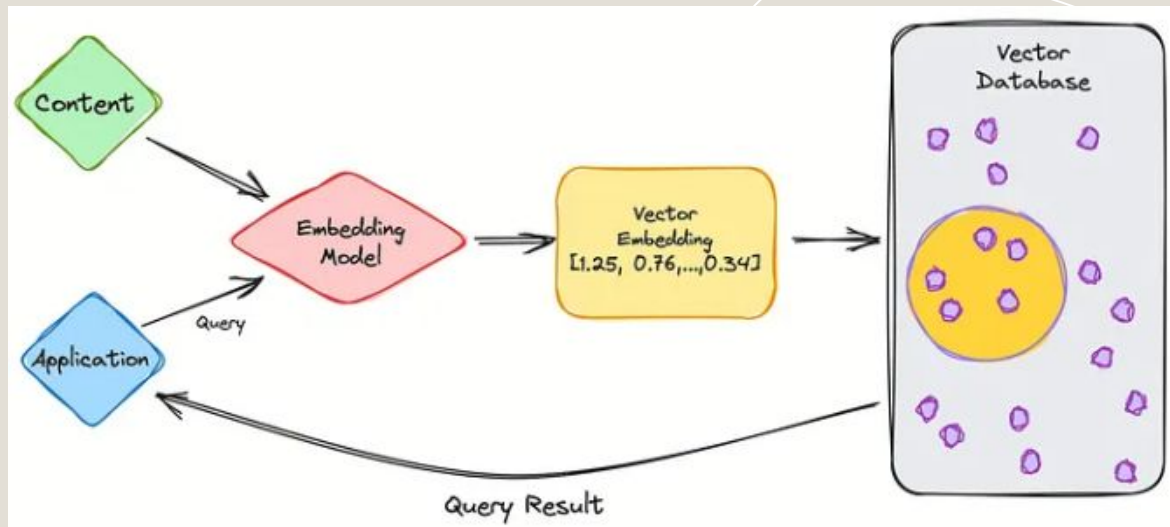 Content
Application
Query
Embedding
Model
Vector
Embedding
[1.25, 0.76,...,0.34]
Vector
Database
Query Result